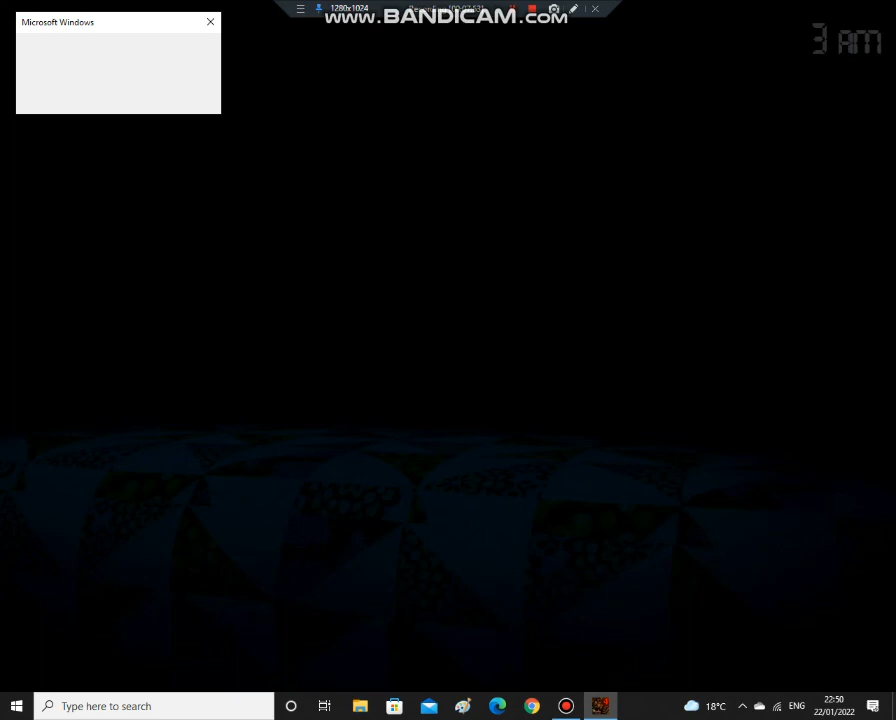 1280x1024
www.BANDICAM.com
Microsoft Windows
3 AM
Type here to search
18°C
ENG
22:50
22/01/2022